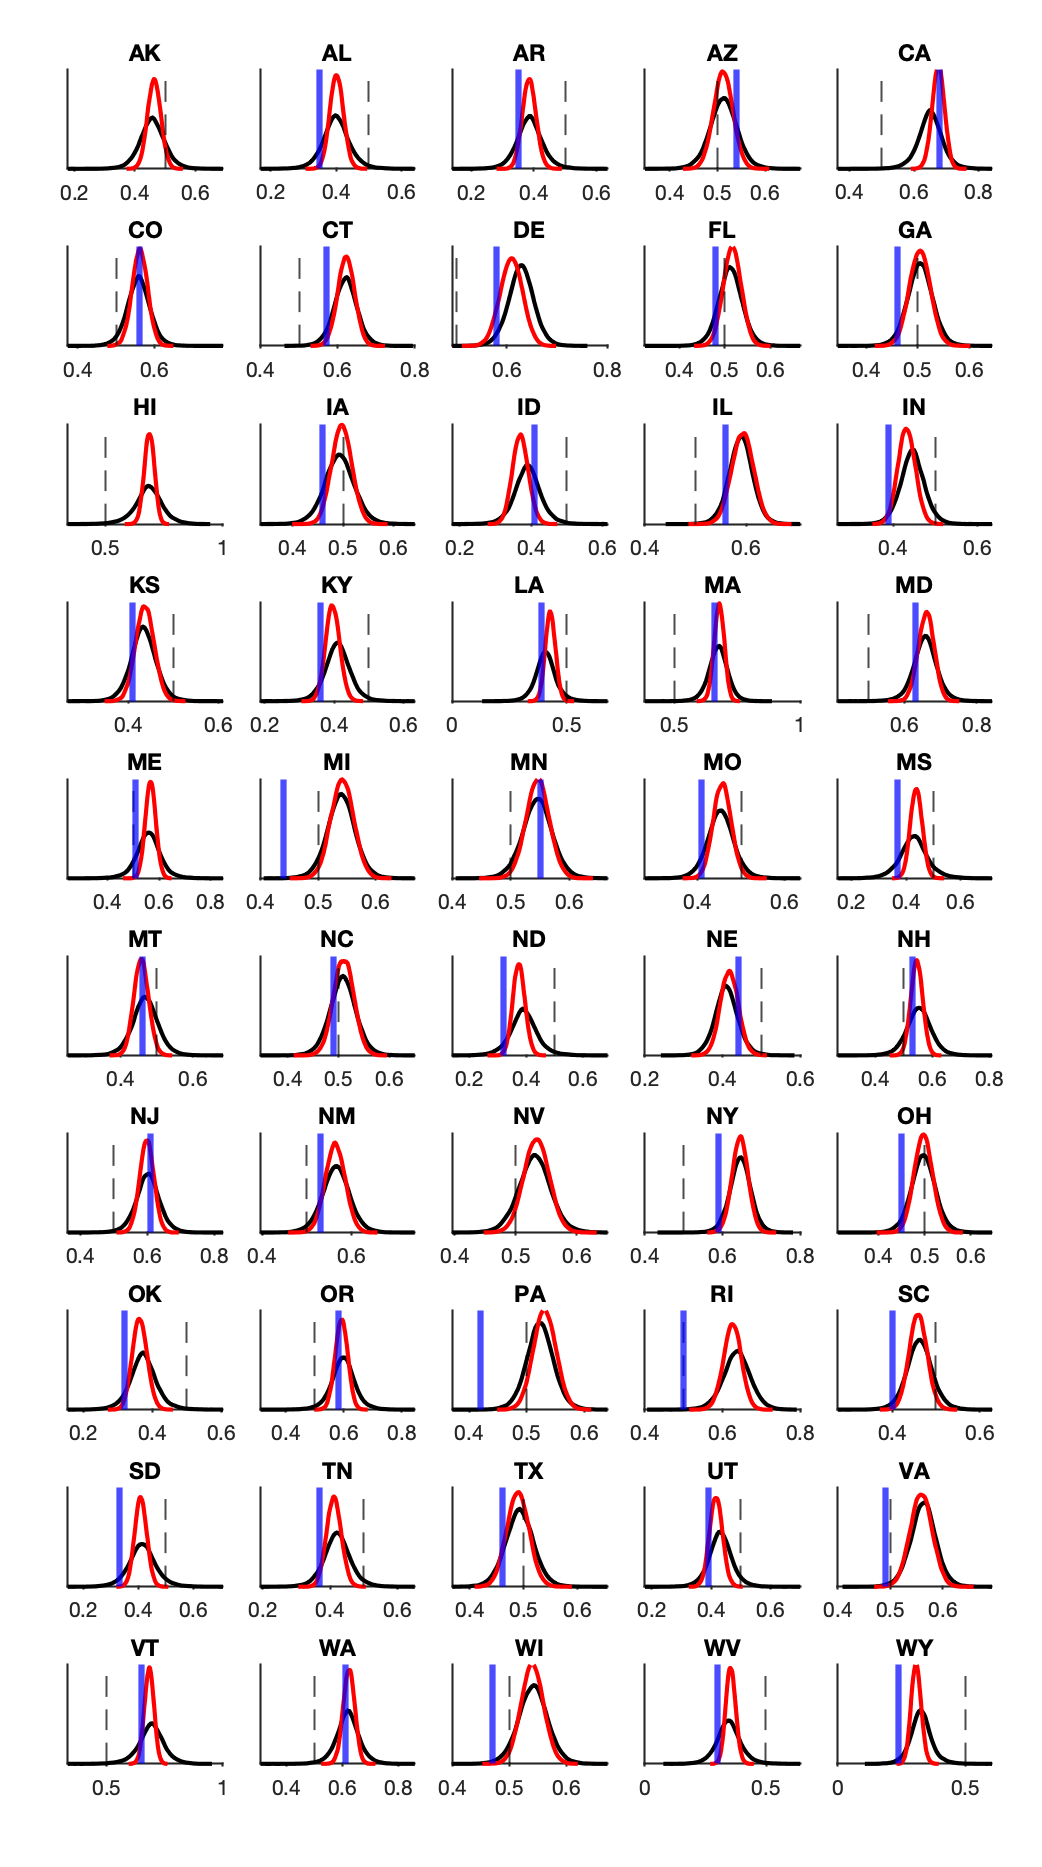 AK AL AR AZ CA
0.2 0.4 0.6 0.2 0.4 0.6 0.2 0.4 0.6 0.4 0.5 0.6 0.4 0.6 0.8
CO CT DE FL GA
0.4 0.6 0.4 0.6 0.8 0.6 0.8 0.4 0.5 0.6 0.4 0.5 0.6
HI IA ID IL IN
0.5 1 0.4 0.5 0.6 0.2 0.4 0.6 0.4 0.6 0.4 0.6
KS KY LA MA MD
0.4 0.6 0.2 0.4 0.6 0 0.5 0.5 1 0.6 0.8
ME MI MN MO MS
0.4 0.6 0.8 0.4 0.5 0.6 0.4 0.5 0.6 0.4 0.6 0.2 0.4 0.6
MT NC ND NE NH
0.4 0.6 0.4 0.5 0.6 0.2 0.4 0.6 0.2 0.4 0.6 0.4 0.6 0.8
NJ NM NV NY OH
0.4 0.6 0.8 0.4 0.6 0.4 0.5 0.6 0.4 0.6 0.8 0.4 0.5 0.6
OK OR PA RI SC
0.2 0.4 0.6 0.4 0.6 0.8 0.4 0.5 0.6 0.4 0.6 0.8 0.4 0.6
SD TN TX UT VA
0.2 0.4 0.6 0.2 0.4 0.6 0.4 0.5 0.6 0.2 0.4 0.6 0.4 0.5 0.6
VT WA WI WV WY
0.5 1 0.4 0.6 0.8 0.4 0.5 0.6 0 0.5 0 0.5